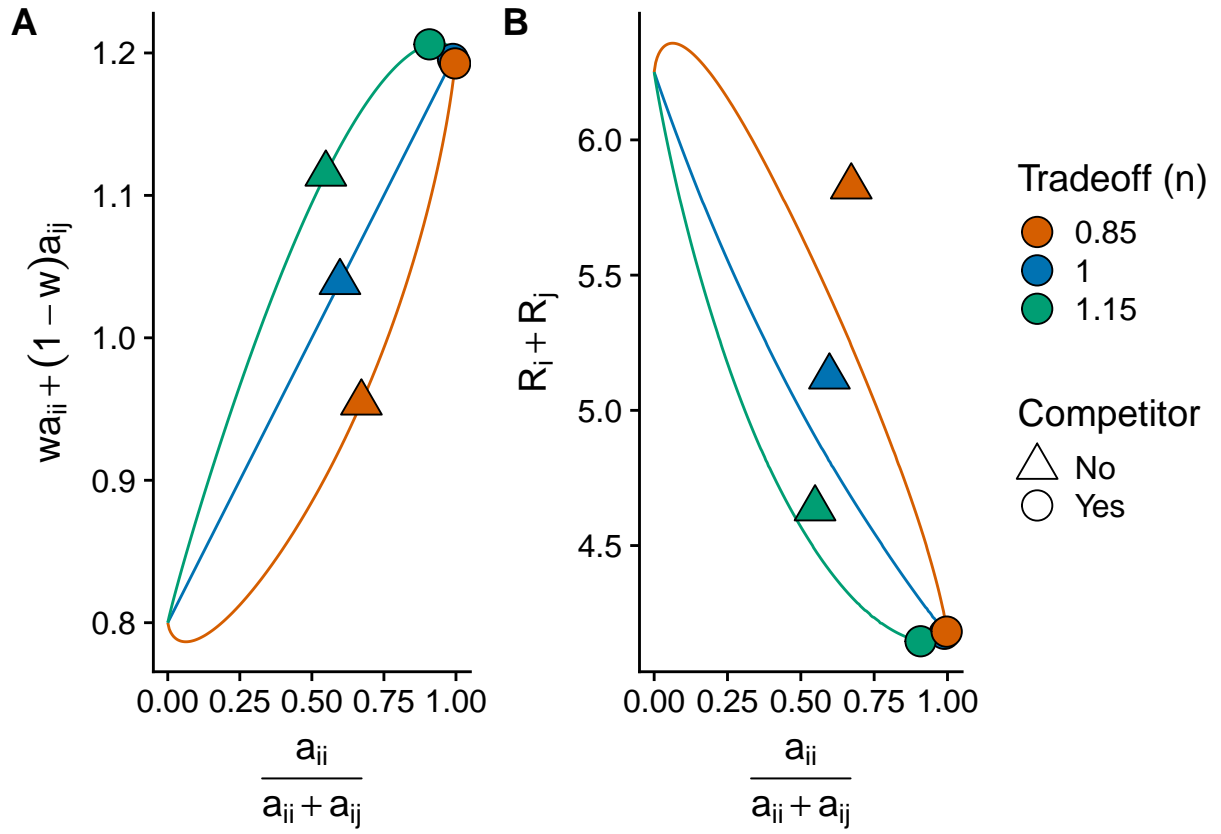 A
wa_ii + (1 − w)a_ij
1.2
1.1
1.0
0.9
0.8
0.00 0.25 0.50 0.75 1.00
a_ii
a_ii + a_ij
B
R_i + R_j
6.0
5.5
5.0
4.5
0.00 0.25 0.50 0.75 1.00
a_ii
a_ii + a_ij
Tradeoff (n)
0.85
1
1.15
Competitor
No
Yes